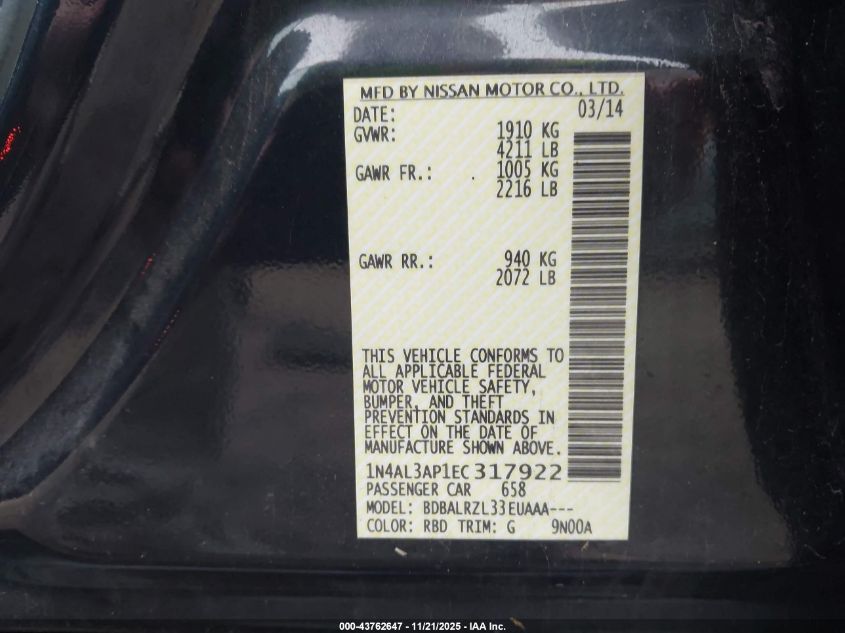 MFD BY NISSAN MOTOR CO., LTD.
DATE: 03/14
GVWR: 1910 KG
4211 LB
GAWR FR.: 1005 KG
2216 LB
GAWR RR.: 940 KG
2072 LB
THIS VEHICLE CONFORMS TO
ALL APPLICABLE FEDERAL
MOTOR VEHICLE SAFETY,
BUMPER, AND THEFT
PREVENTION STANDARDS IN
EFFECT ON THE DATE OF
MANUFACTURE SHOWN ABOVE.
1N4AL3AP1EC317922
PASSENGER CAR 658
MODEL: BDBALRZL33EUAAA---
COLOR: RBD TRIM: G 9N00A
000-43762647 - 11/21/2025 - IAA Inc.